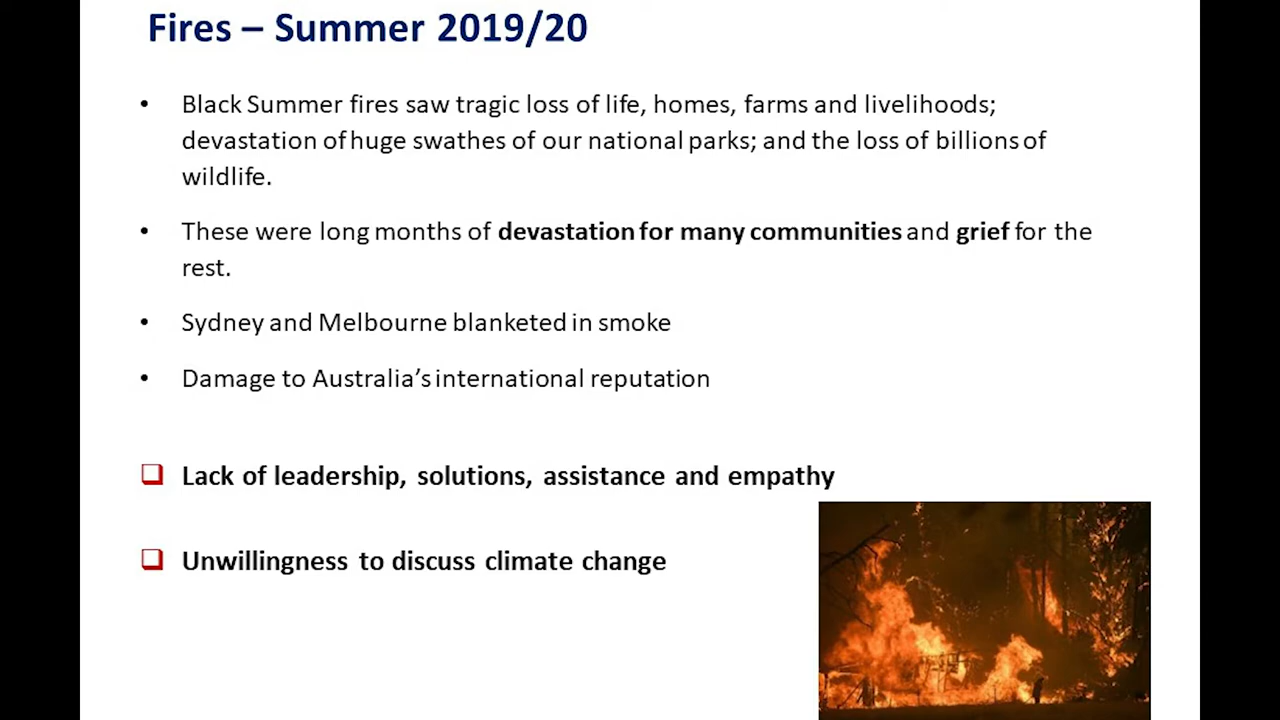 Fires – Summer 2019/20
• Black Summer fires saw tragic loss of life, homes, farms and livelihoods;
devastation of huge swathes of our national parks; and the loss of billions of
wildlife.
• These were long months of devastation for many communities and grief for the
rest.
• Sydney and Melbourne blanketed in smoke
• Damage to Australia’s international reputation
❑ Lack of leadership, solutions, assistance and empathy
❑ Unwillingness to discuss climate change